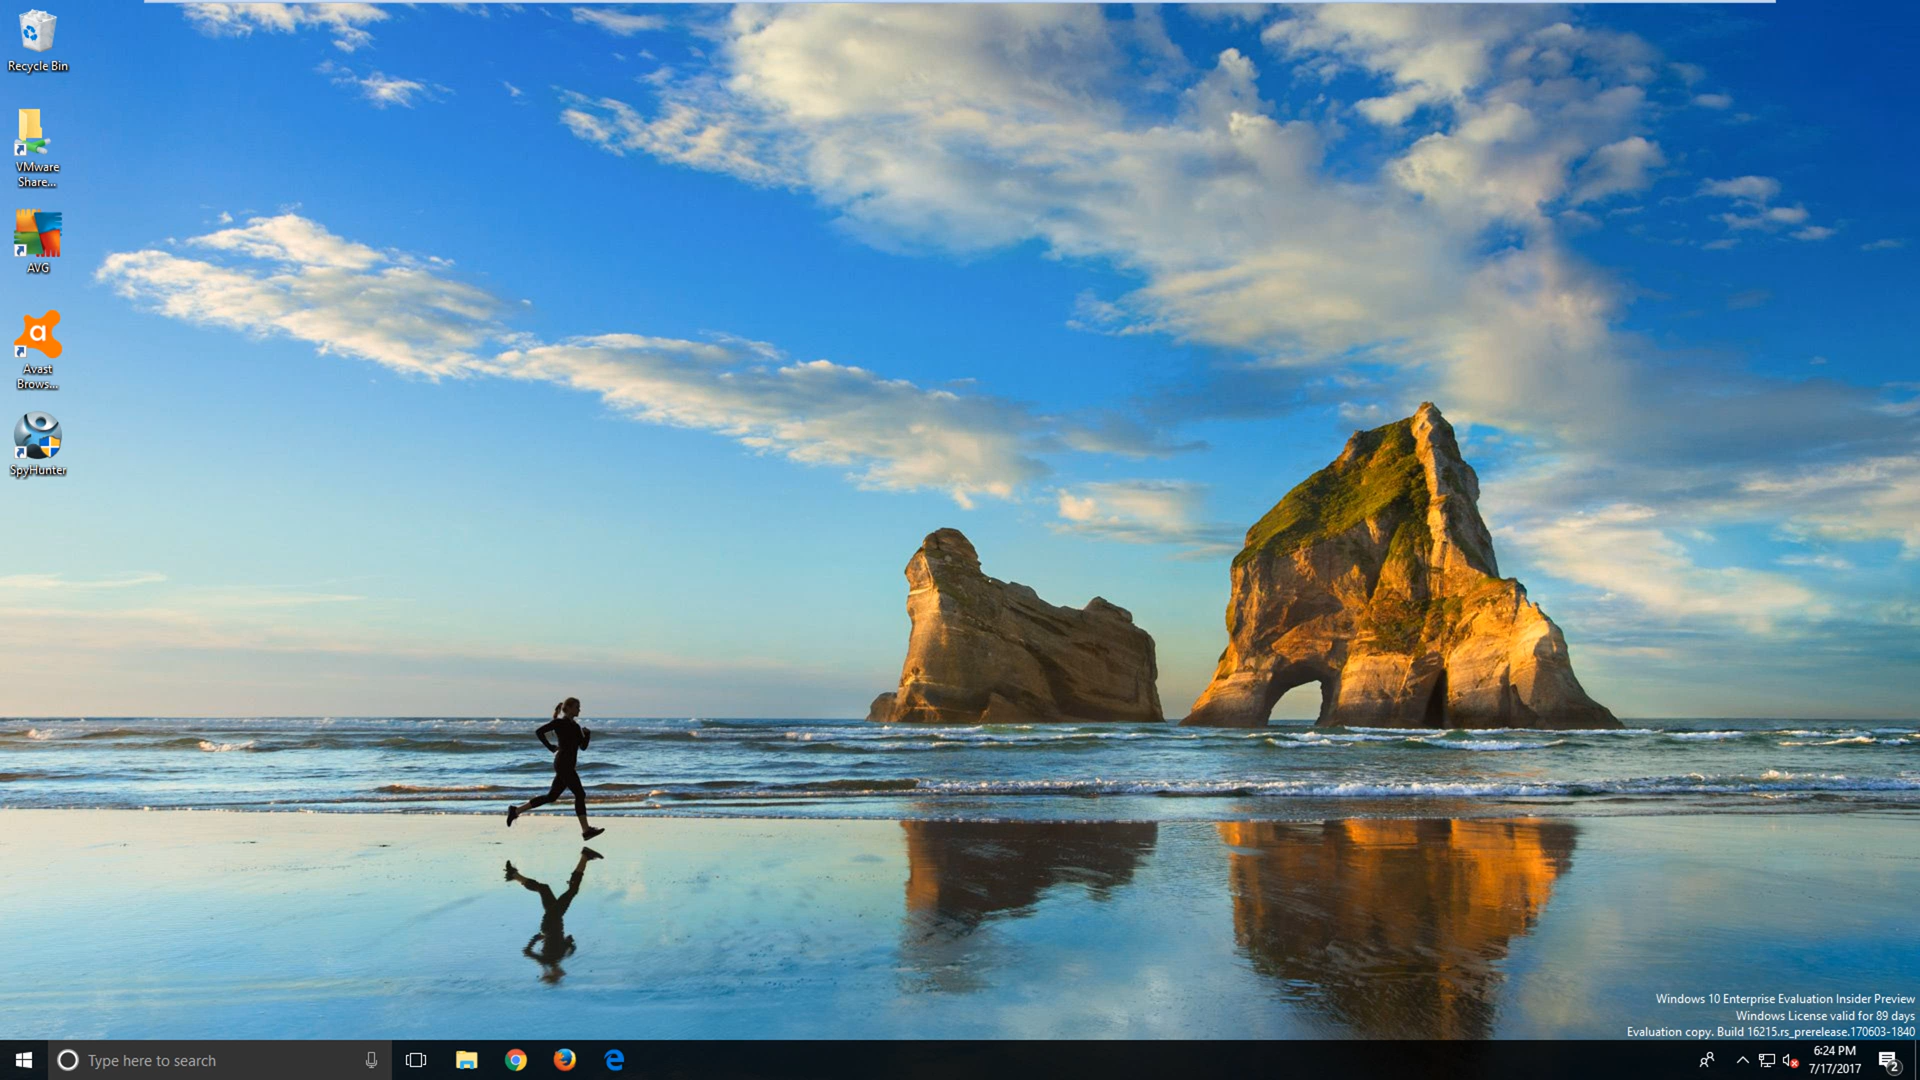 Recycle Bin
VMware
Share...
AVG
a
Avast
Brows...
SpyHunter
Windows 10 Enterprise Evaluation Insider Preview
Windows License valid for 89 days
Evaluation copy. Build 16215.rs_prerelease.170603-1840
Type here to search
6:24 PM
7/17/2017
2